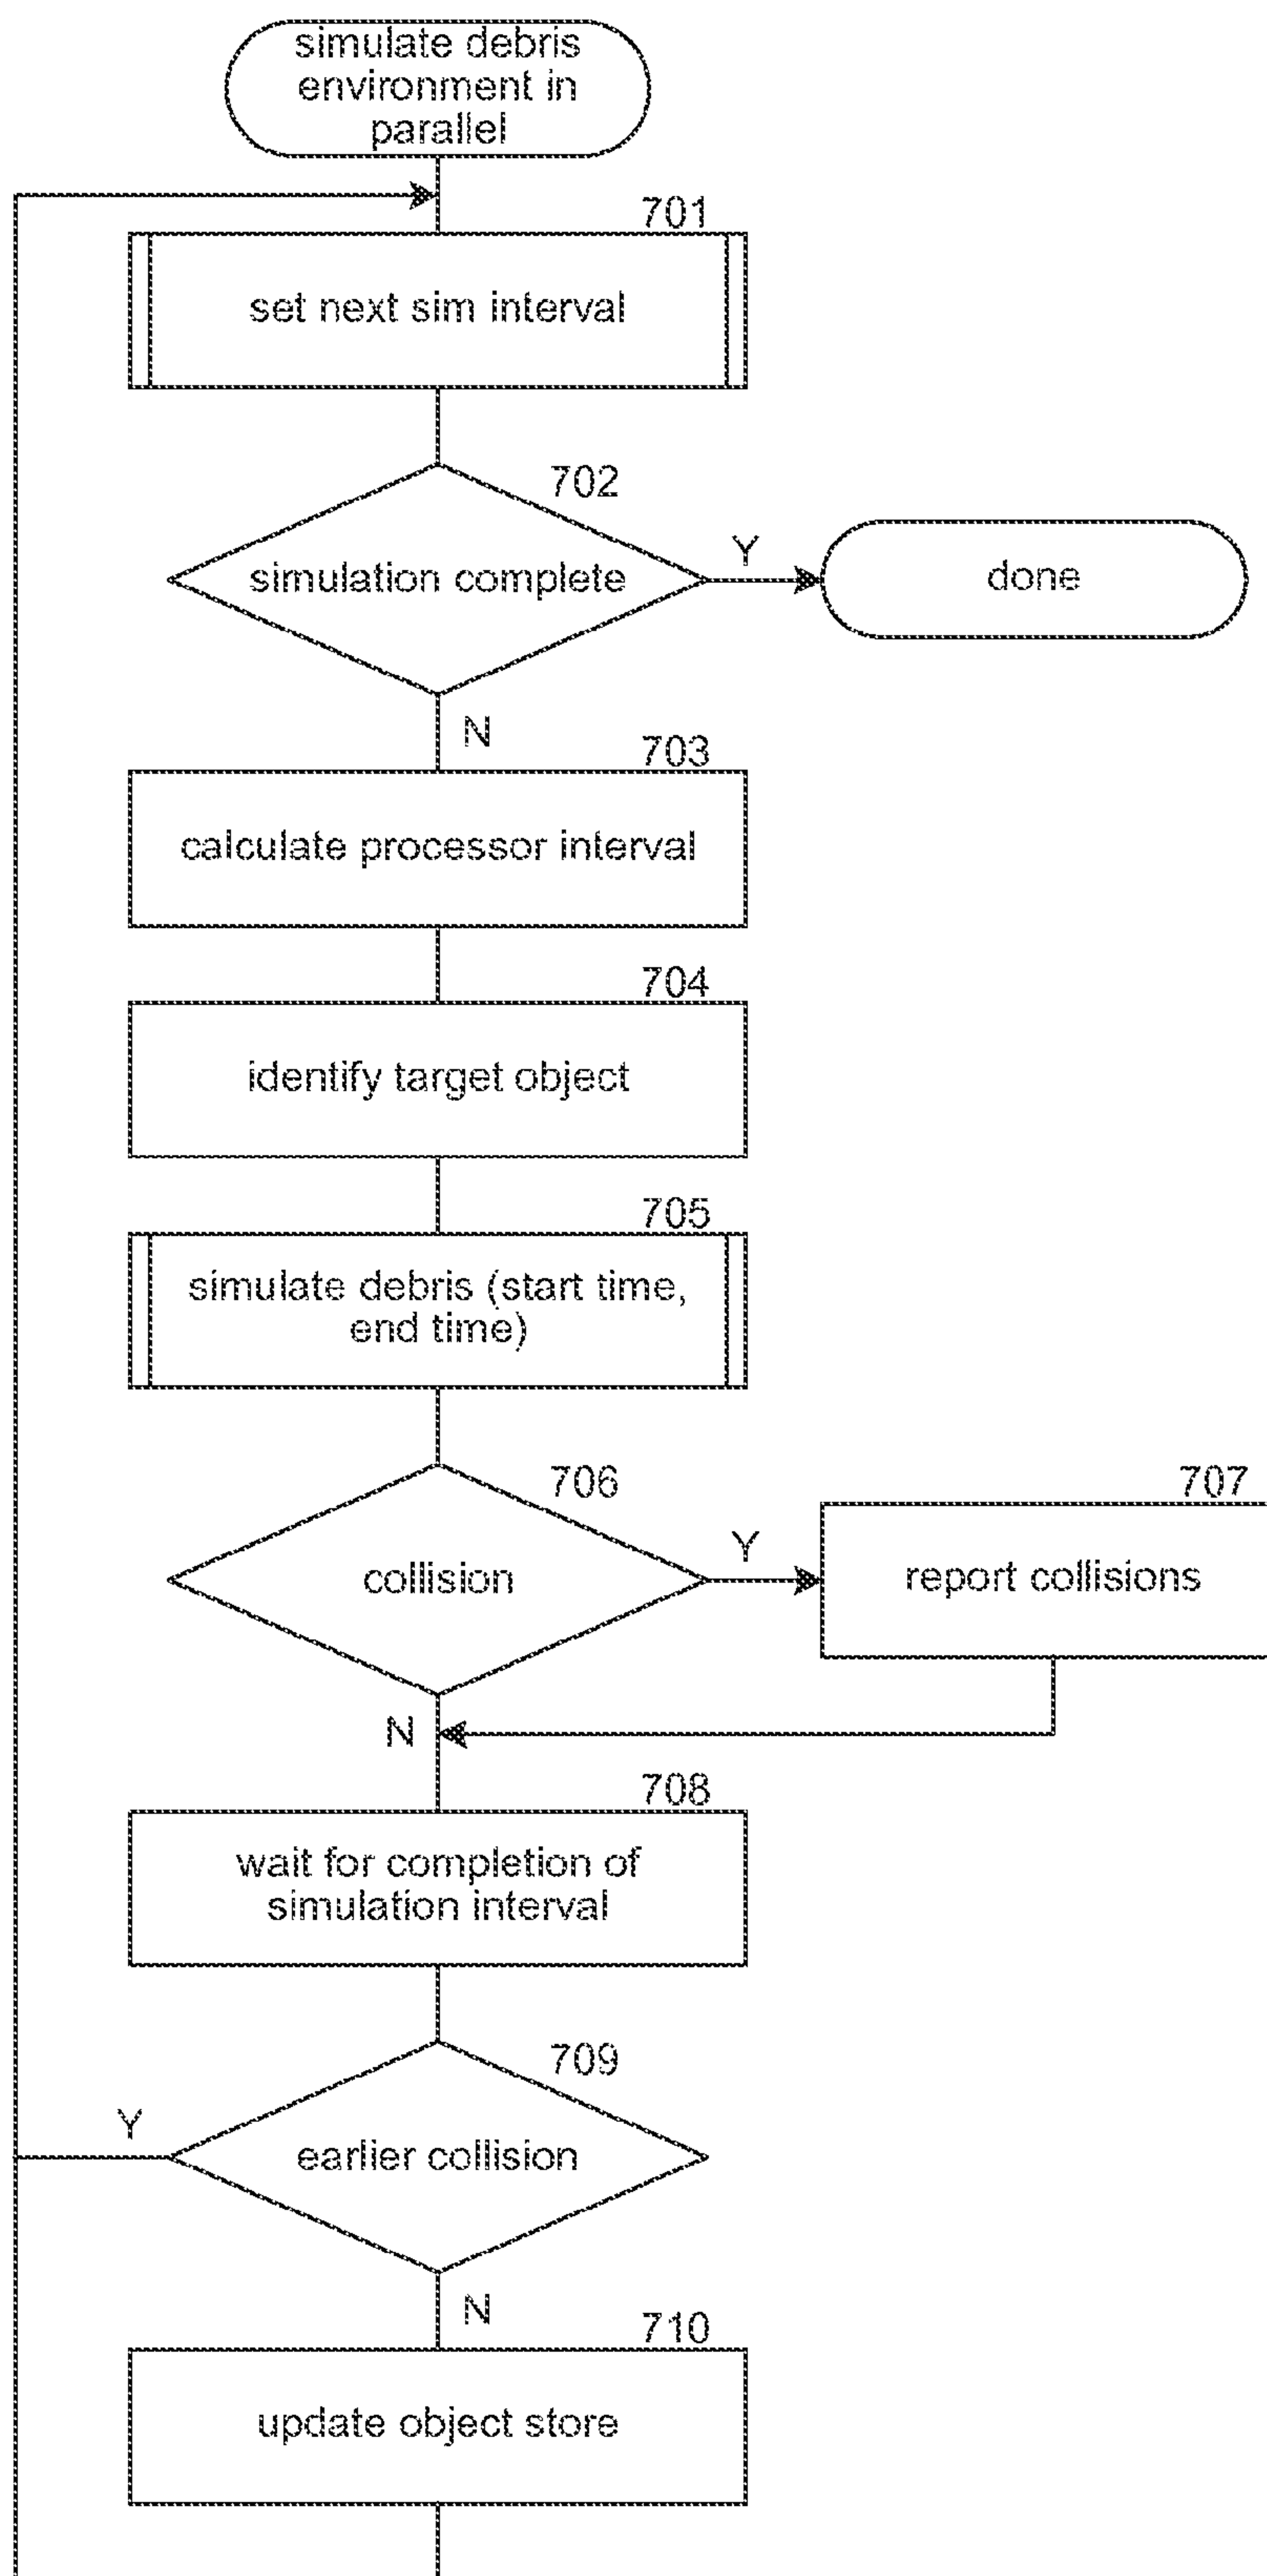 simulate debris
environment in
parallel
701
set next sim interval
702
simulation complete
Y
done
N
703
calculate processor interval
704
identify target object
705
simulate debris (start time,
end time)
706
collision
Y
707
report collisions
N
708
wait for completion of
simulation interval
709
earlier collision
Y
N
710
update object store